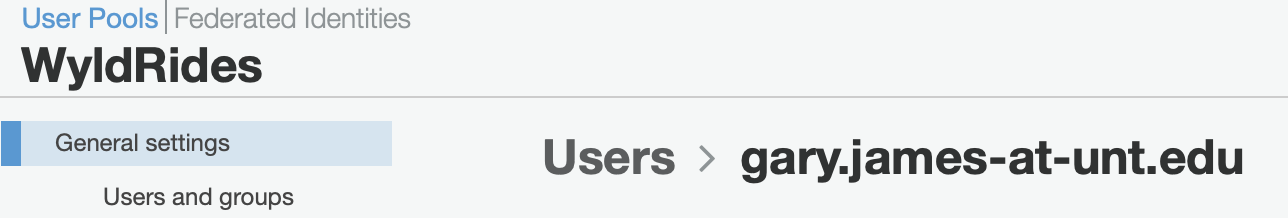 User Pools | Federated Identities
WyldRides
General settings
Users > gary.james-at-unt.edu
Users and groups